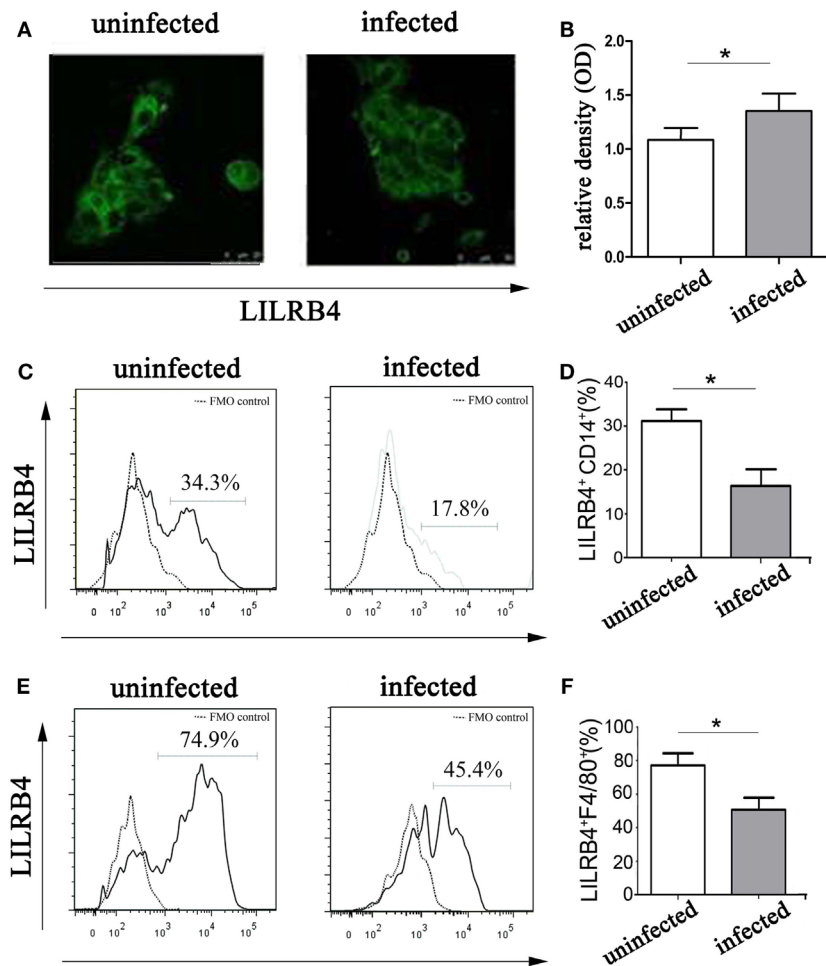 A
uninfected
infected
LILRB4
B
relative density (OD)
2.0
1.5
1.0
0.5
0.0
*
uninfected
infected
C
uninfected
infected
LILRB4
FMO control
34.3%
0 10² 10³ 10⁴ 10⁵
FMO control
17.8%
0 10² 10³ 10⁴ 10⁵
D
LILRB4⁺ CD14⁺(%)
40
30
20
10
0
*
uninfected
infected
E
uninfected
infected
LILRB4
FMO control
74.9%
0 10² 10³ 10⁴ 10⁵
FMO control
45.4%
0 10² 10³ 10⁴ 10⁵
F
LILRB4⁺F4/80⁺(%)
100
80
60
40
20
0
*
uninfected
infected